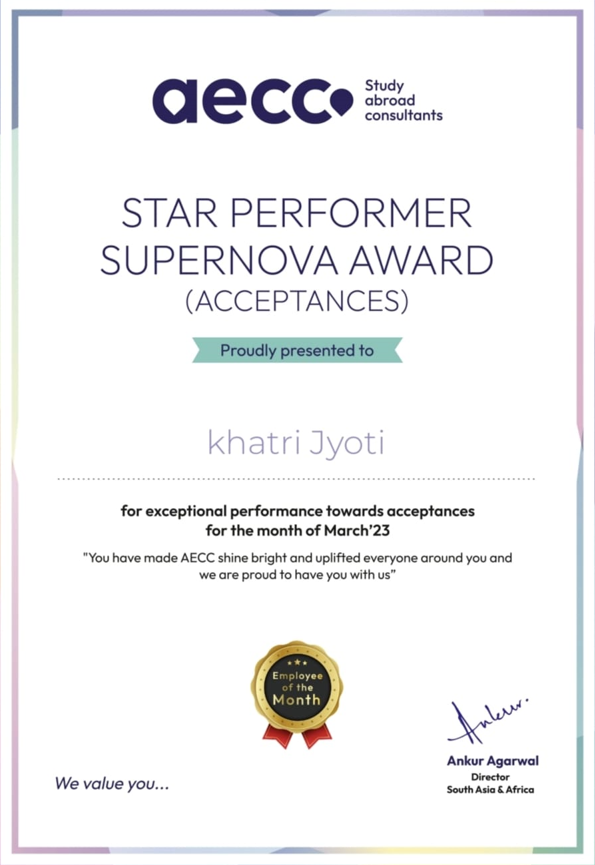 aecc
Study
abroad
consultants
STAR PERFORMER
SUPERNOVA AWARD
(ACCEPTANCES)
Proudly presented to
khatri Jyoti
for exceptional performance towards acceptances
for the month of March'23
"You have made AECC shine bright and uplifted everyone around you and
we are proud to have you with us”
Employee
of the
Month
Ankur.
Ankur Agarwal
Director
South Asia & Africa
We value you...